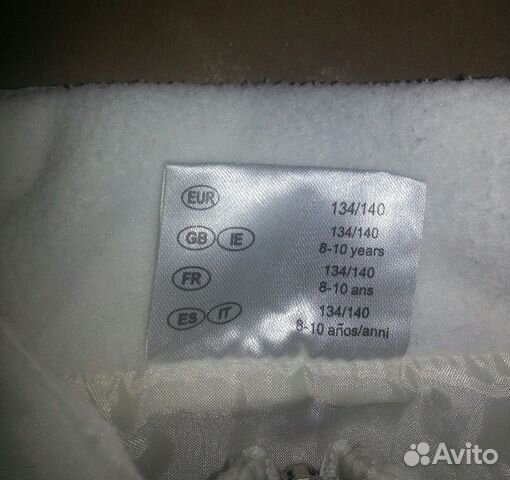 EUR 134/140
GB IE 134/140
8-10 years
FR 134/140
8-10 ans
ES IT 134/140
8-10 años/anni
Avito